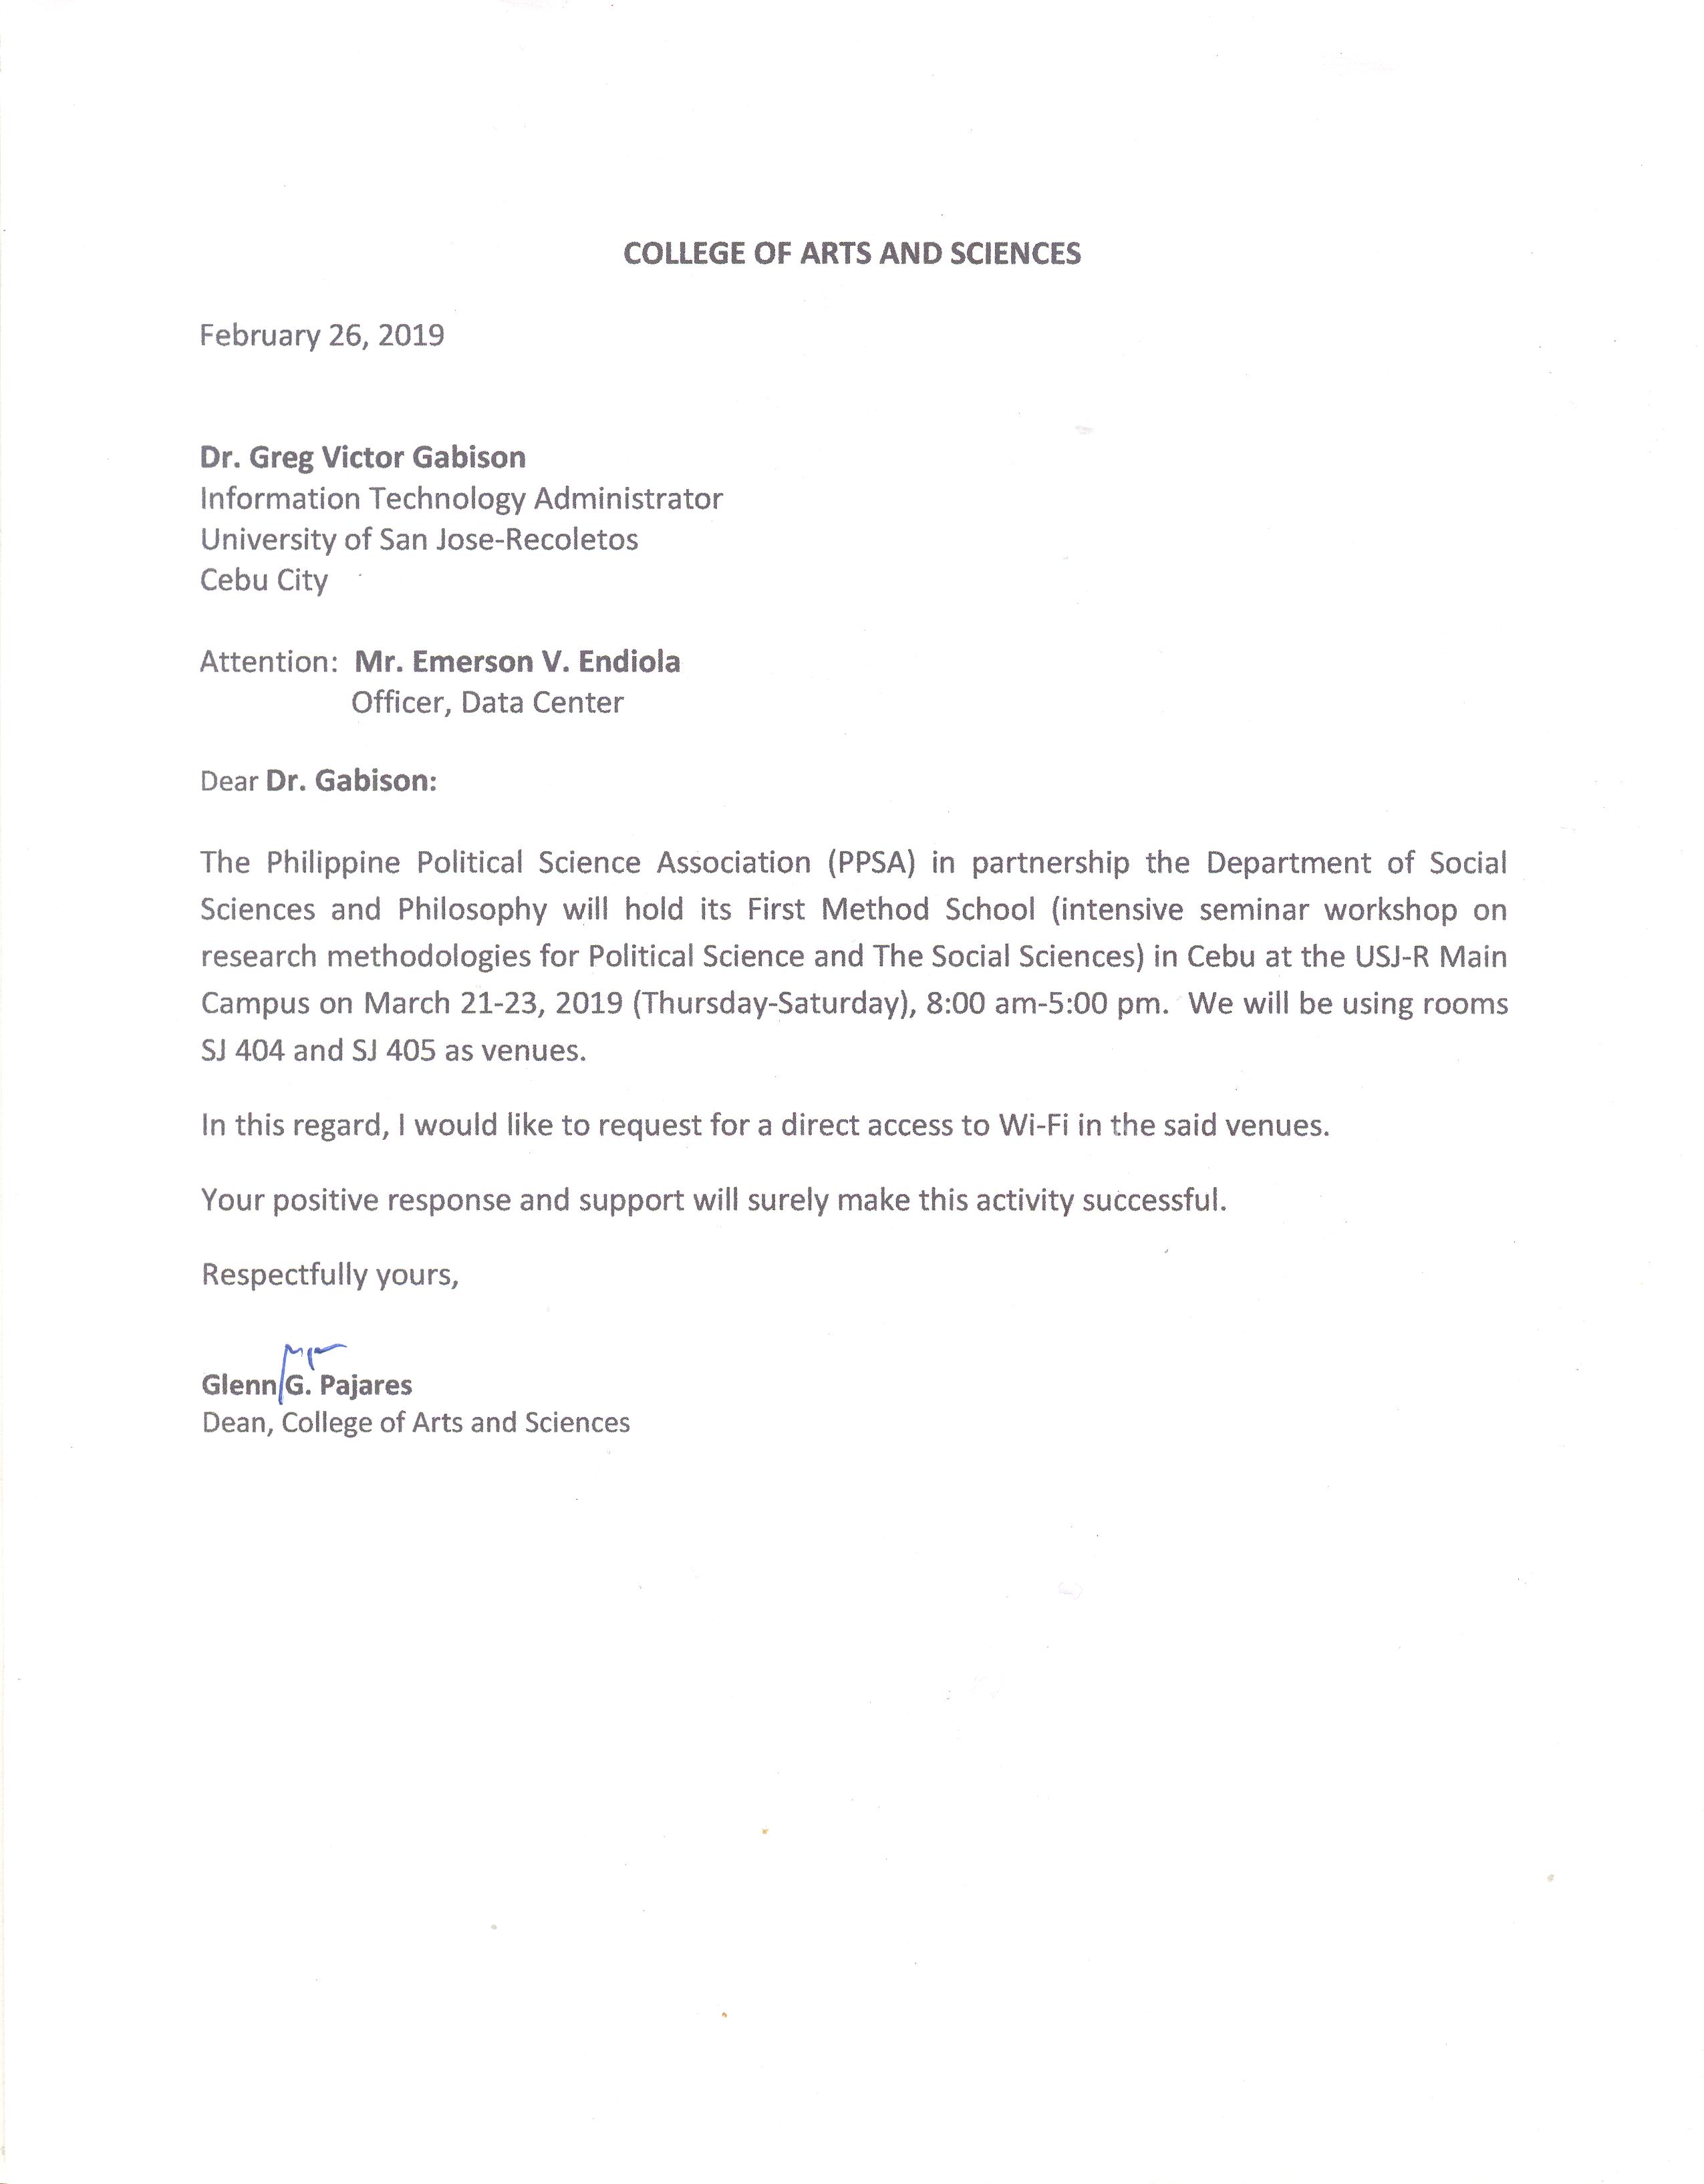 COLLEGE OF ARTS AND SCIENCES
February 26, 2019
Dr. Greg Victor Gabison
Information Technology Administrator
University of San Jose-Recoletos
Cebu City
Attention: Mr. Emerson V. Endiola
Officer, Data Center
Dear Dr. Gabison:
The Philippine Political Science Association (PPSA) in partnership the Department of Social
Sciences and Philosophy will hold its First Method School (intensive seminar workshop on
research methodologies for Political Science and The Social Sciences) in Cebu at the USJ-R Main
Campus on March 21-23, 2019 (Thursday-Saturday), 8:00 am-5:00 pm. We will be using rooms
SJ 404 and SJ 405 as venues.
In this regard, I would like to request for a direct access to Wi-Fi in the said venues.
Your positive response and support will surely make this activity successful.
Respectfully yours,
Glenn G. Pajares
Dean, College of Arts and Sciences